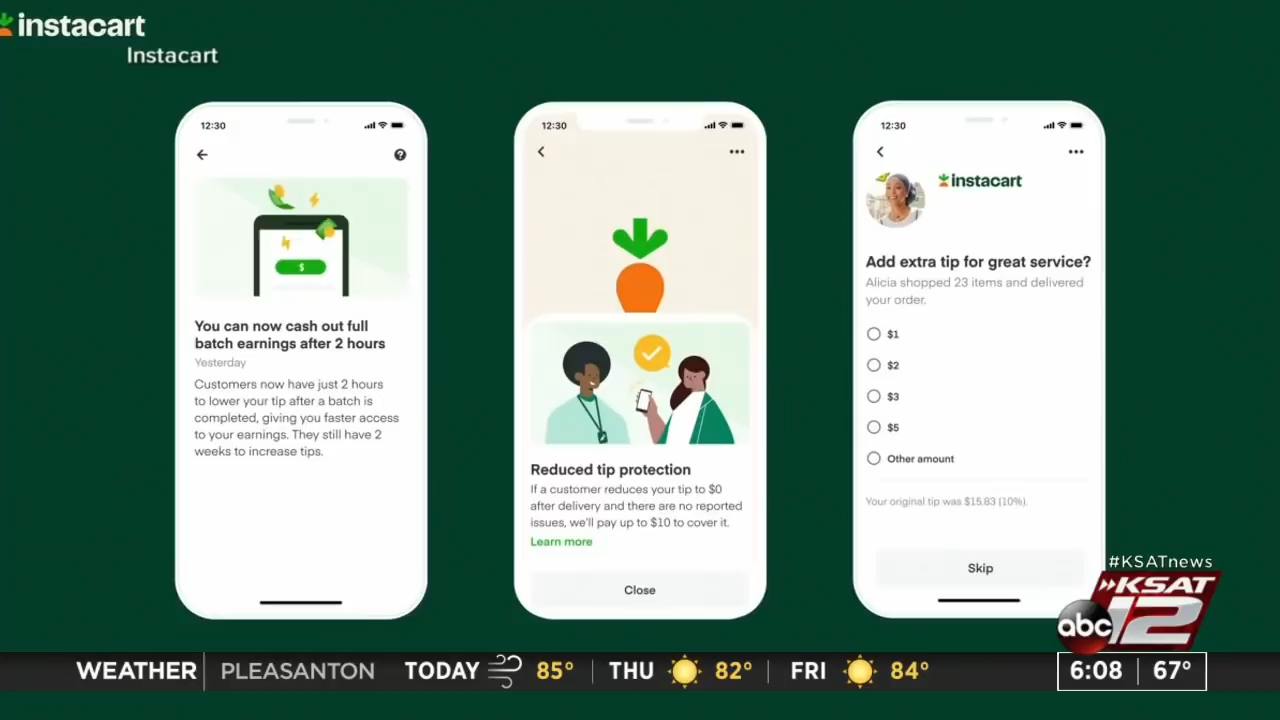 instacart
Instacart
12:30
You can now cash out full
batch earnings after 2 hours
Yesterday
Customers now have just 2 hours
to lower your tip after a batch is
completed, giving you faster access
to your earnings. They still have 2
weeks to increase tips.
12:30
Reduced tip protection
If a customer reduces your tip to $0
after delivery and there are no reported
issues, we'll pay up to $10 to cover it.
Learn more
Close
12:30
instacart
Add extra tip for great service?
Alicia shopped 23 items and delivered
your order.
$1
$2
$3
$5
Other amount
Your original tip was $15.83 (10%).
Skip
#KSATnews
KSAT
abc 12
WEATHER PLEASANTON TODAY 85° THU 82° FRI 84° 6:08 67°